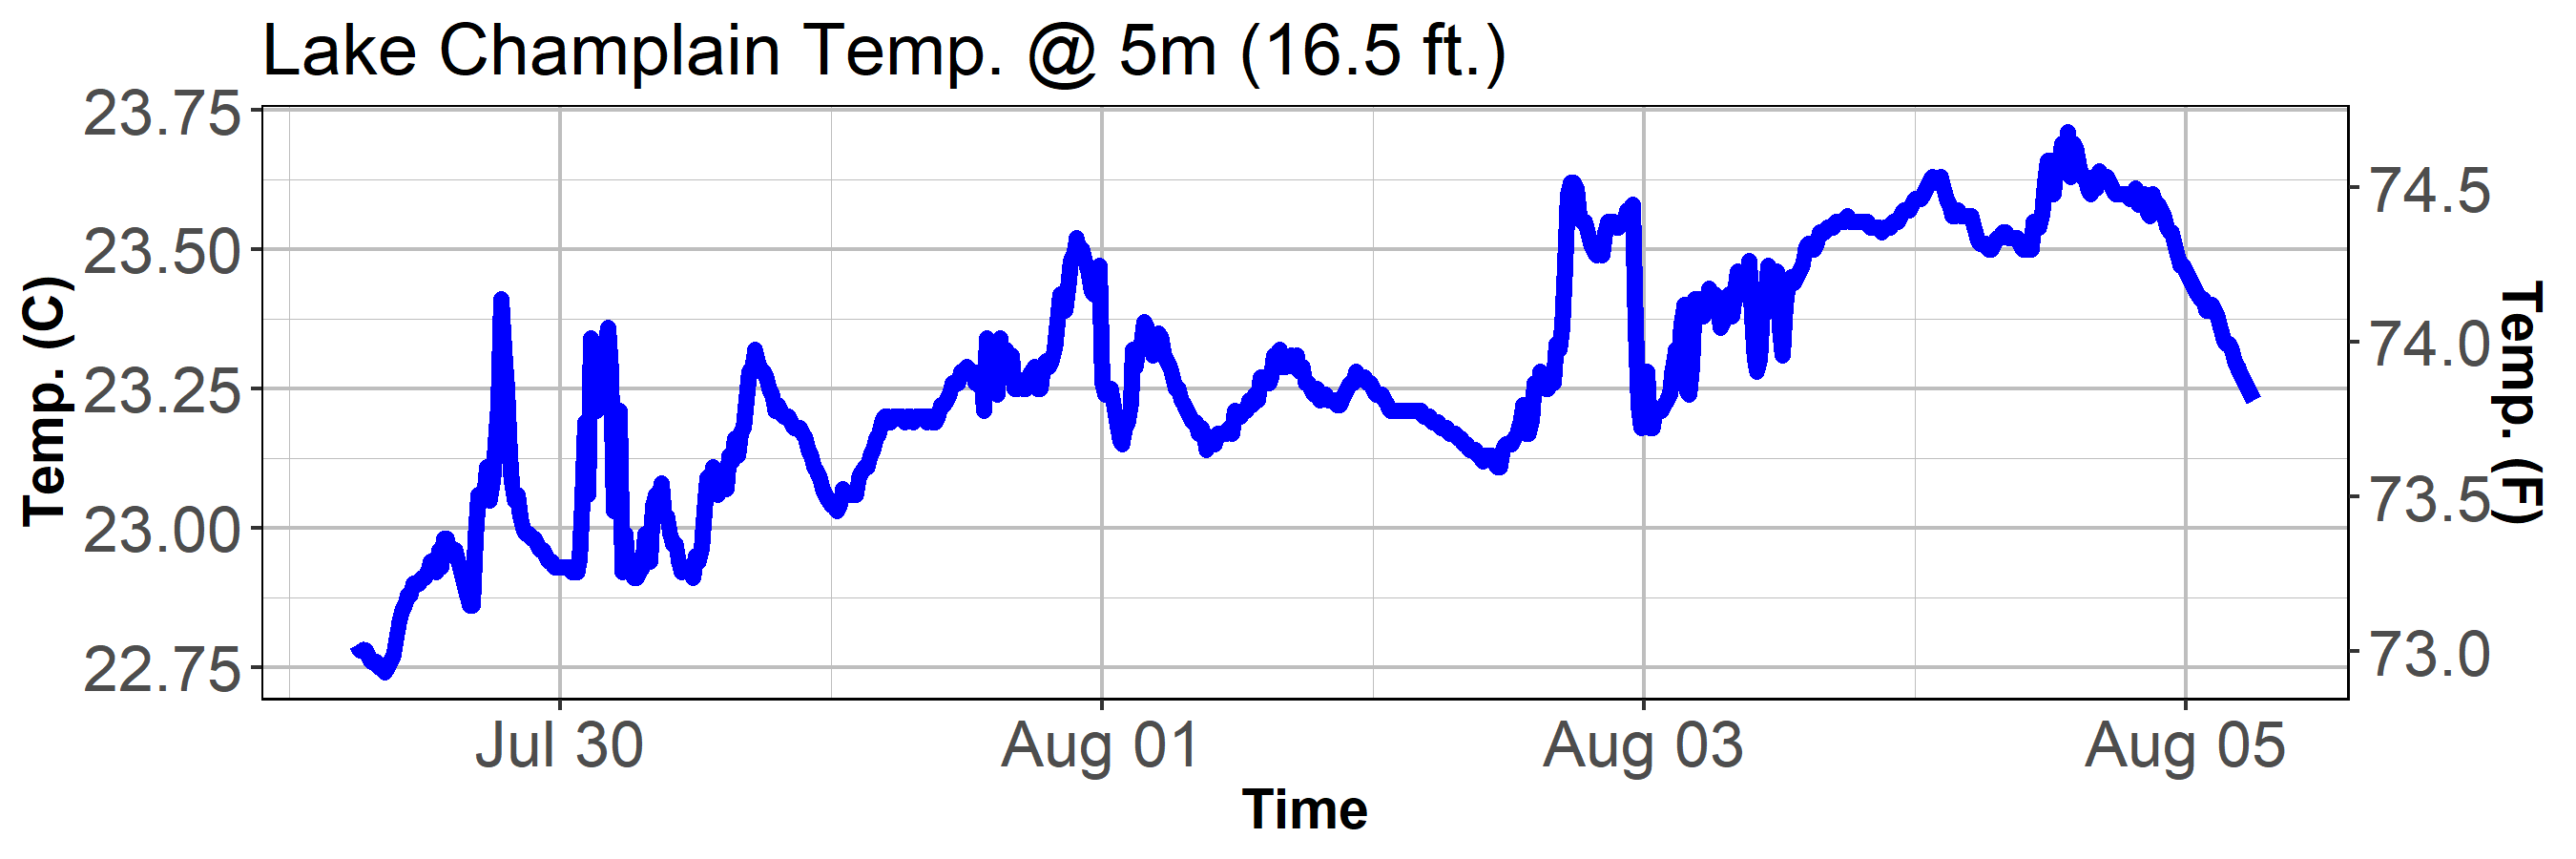 Lake Champlain Temp. @ 5m (16.5 ft.)
Temp. (C)
23.75
23.50
23.25
23.00
22.75
74.5
74.0
73.5
73.0
Temp. (F)
Jul 30
Aug 01
Aug 03
Aug 05
Time